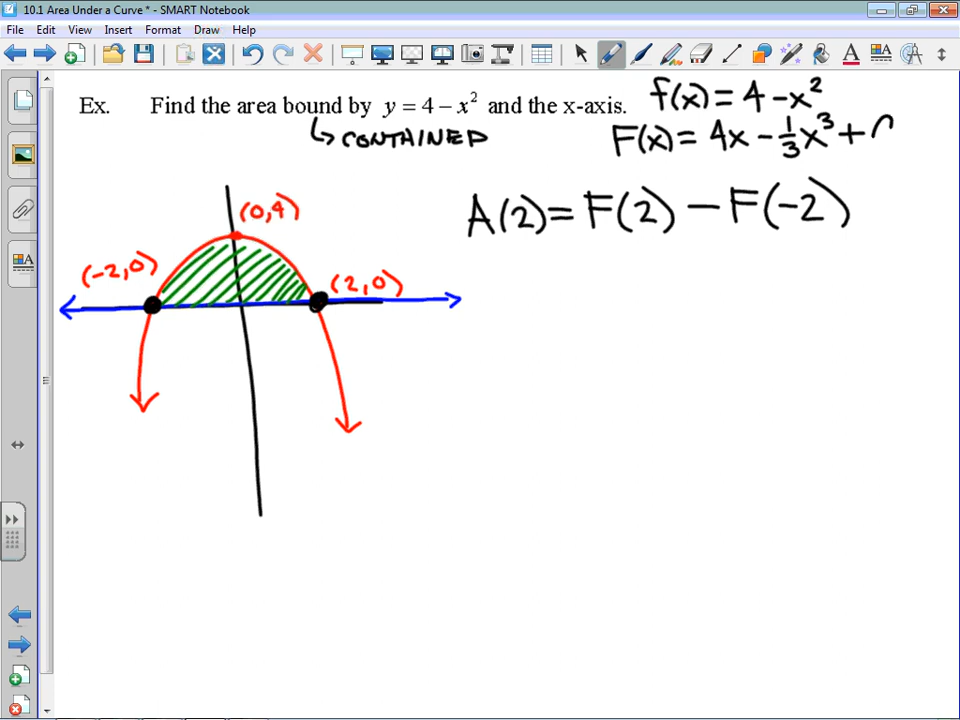 10.1 Area Under a Curve * - SMART Notebook
File Edit View Insert Format Draw Help
Ex. Find the area bound by y = 4 − x² and the x-axis.
↳ CONTAINED
f(x) = 4 − x²
F(x) = 4x − 1/3x³ +
A(2) = F(2) − F(−2)
(0,4)
(-2,0)
(2,0)